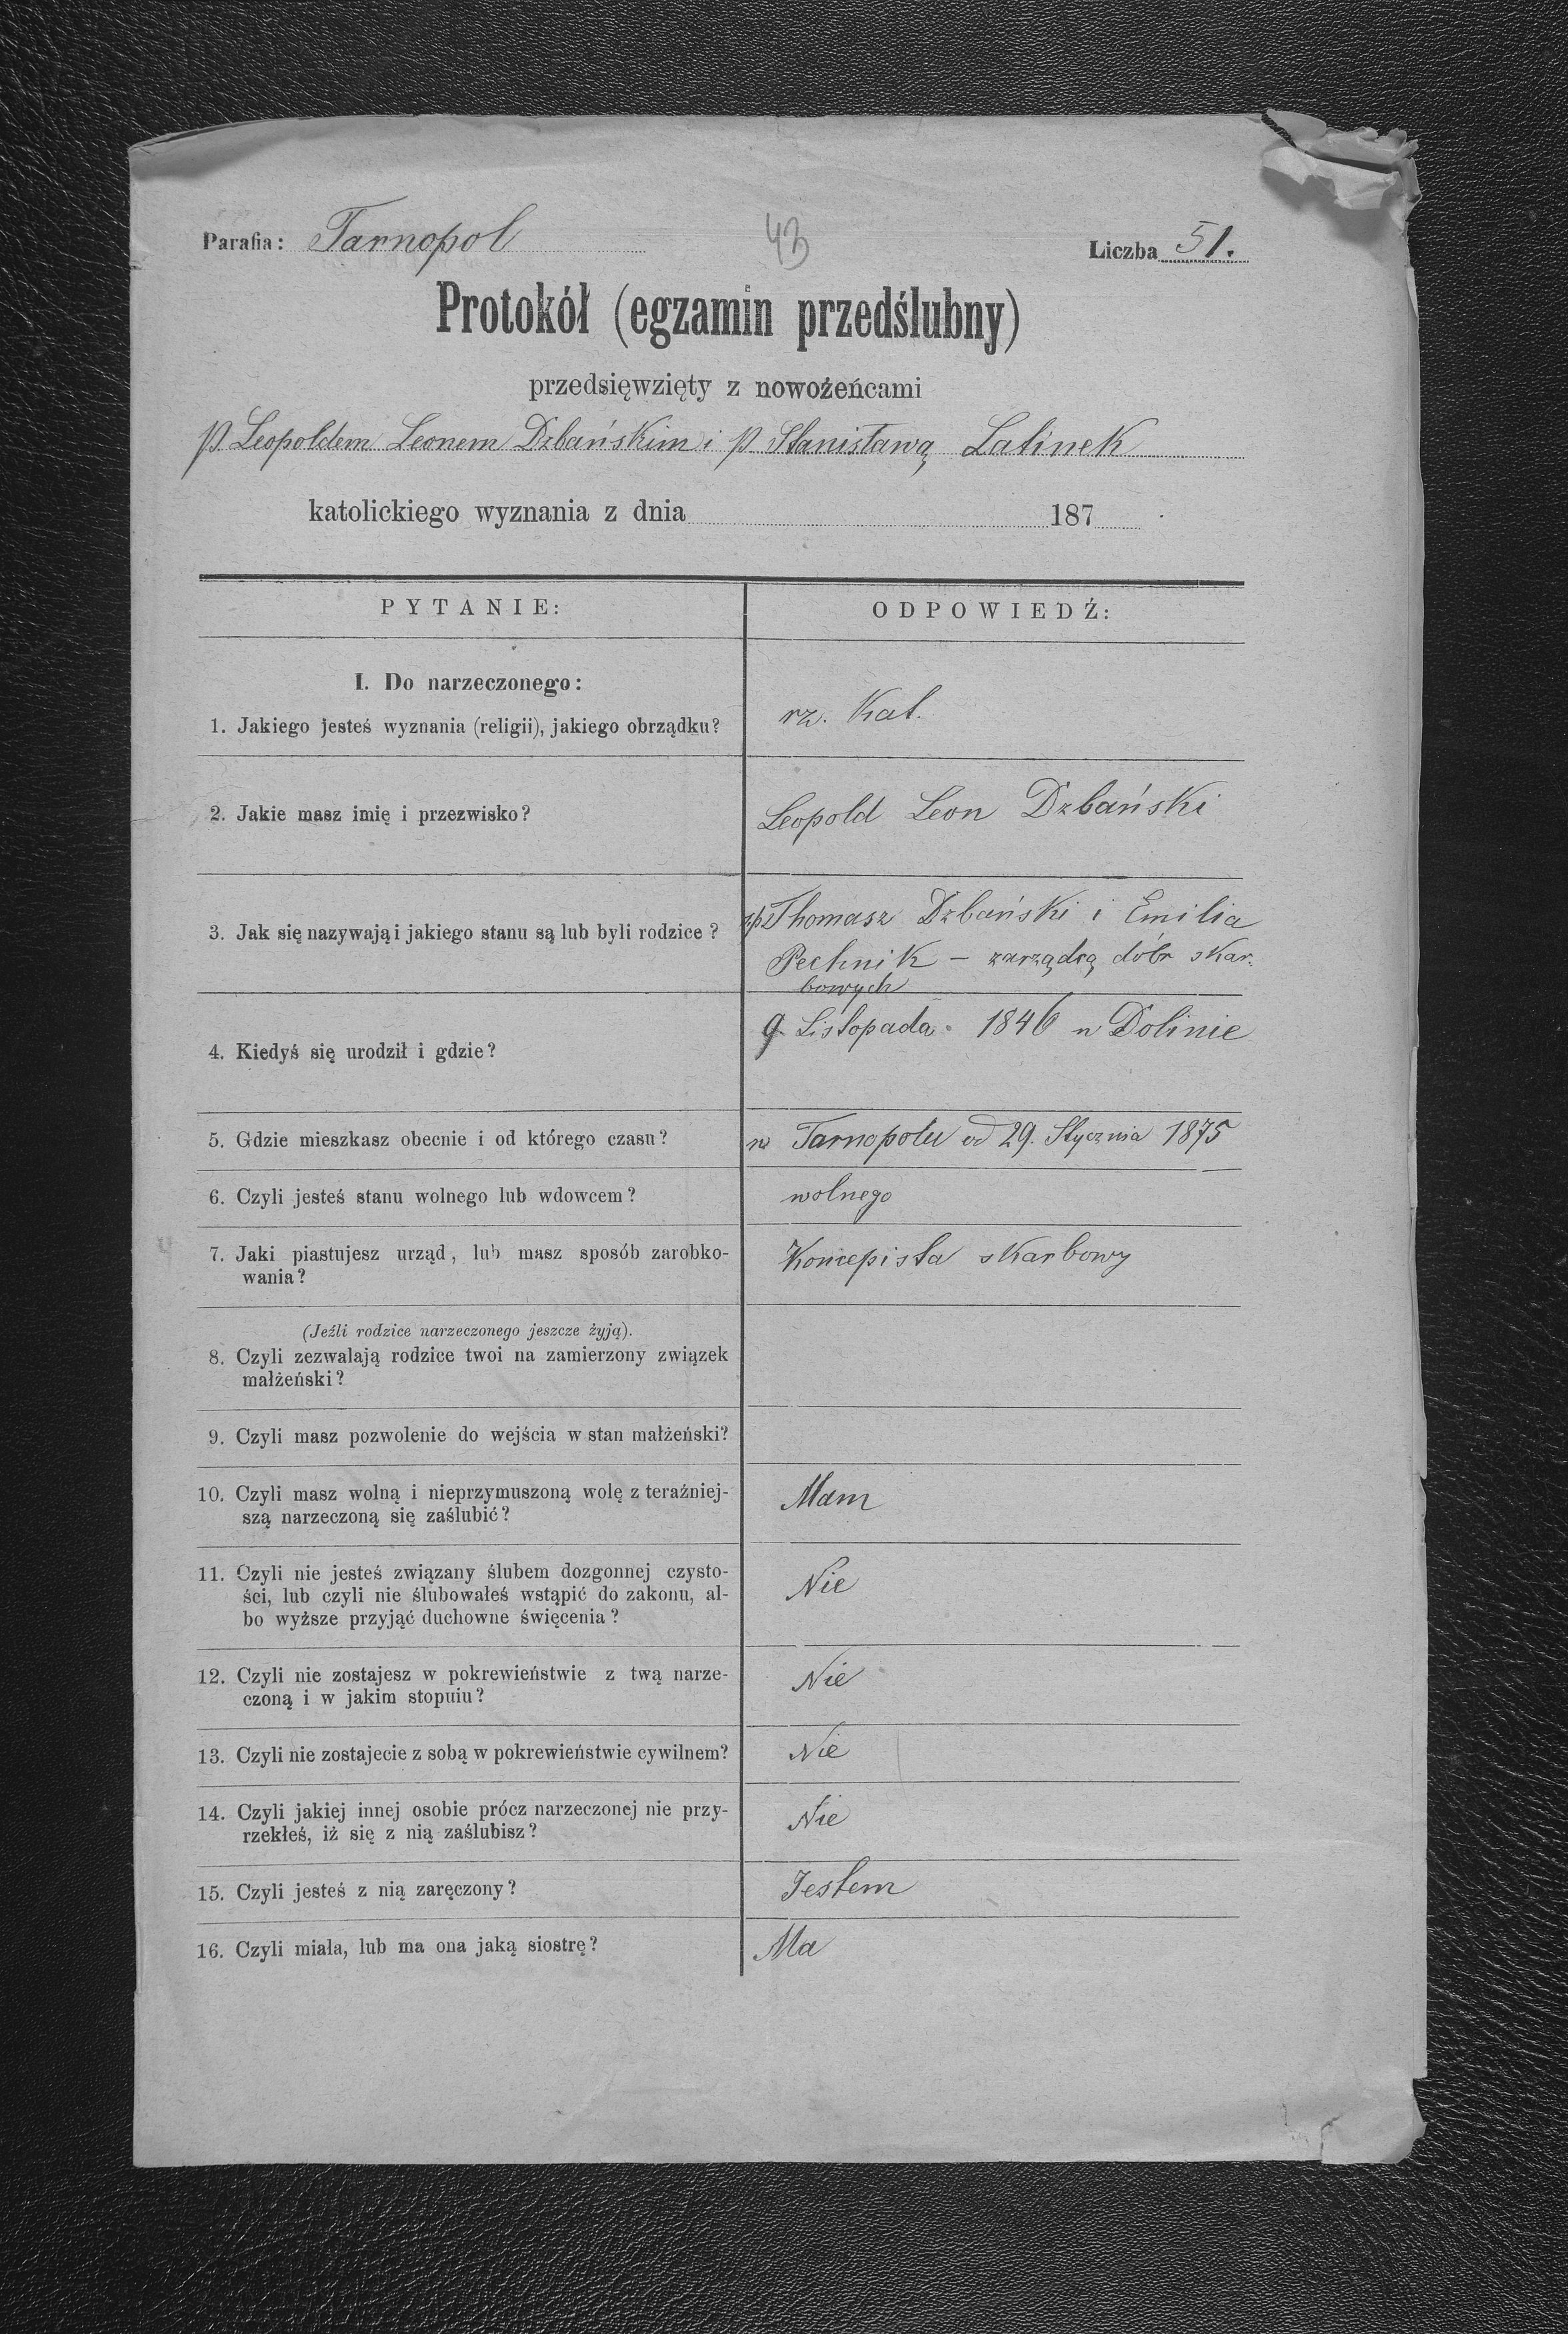 Parafia: Tarnopol
43
Liczba 51.
Protokół (egzamin przedślubny)
przedsięwzięty z nowożeńcami
p. Leopoldem Leonem Dzbańskim i p. Stanisławą Latinek
katolickiego wyznania z dnia 187
PYTANIE:
ODPOWIEDŹ:
I. Do narzeczonego:
1. Jakiego jesteś wyznania (religii), jakiego obrządku?
rz. Kat.
2. Jakie masz imię i przezwisko?
Leopold Leon Dzbański
3. Jak się nazywają i jakiego stanu są lub byli rodzice?
Thomasz Dzbański i Emilia
Pechnik – zarządcą dóbr skar-
bowych
4. Kiedyś się urodził i gdzie?
9 Listopada 1846 w Dolinie
5. Gdzie mieszkasz obecnie i od którego czasu?
w Tarnopolu od 29. Stycznia 1875
6. Czyli jesteś stanu wolnego lub wdowcem?
wolnego
7. Jaki piastujesz urząd, lub masz sposób zarobko-
wania?
Koncepista skarbowy
(Jeźli rodzice narzeczonego jeszcze żyją).
8. Czyli zezwalają rodzice twoi na zamierzony związek
małżeński?
9. Czyli masz pozwolenie do wejścia w stan małżeński?
10. Czyli masz wolną i nieprzymuszoną wolę z teraźniej-
szą narzeczoną się zaślubić?
Mam
11. Czyli nie jesteś związany ślubem dozgonnej czysto-
ści, lub czyli nie ślubowałeś wstąpić do zakonu, al-
bo wyższe przyjąć duchowne święcenia?
Nie
12. Czyli nie zostajesz w pokrewieństwie z twą narze-
czoną i w jakim stopuiu?
Nie
13. Czyli nie zostajecie z sobą w pokrewieństwie cywilnem?
Nie
14. Czyli jakiej innej osobie prócz narzeczonej nie przy-
rzekłeś, iż się z nią zaślubisz?
Nie
15. Czyli jesteś z nią zaręczony?
Jestem
16. Czyli miała, lub ma ona jaką siostrę?
Ma